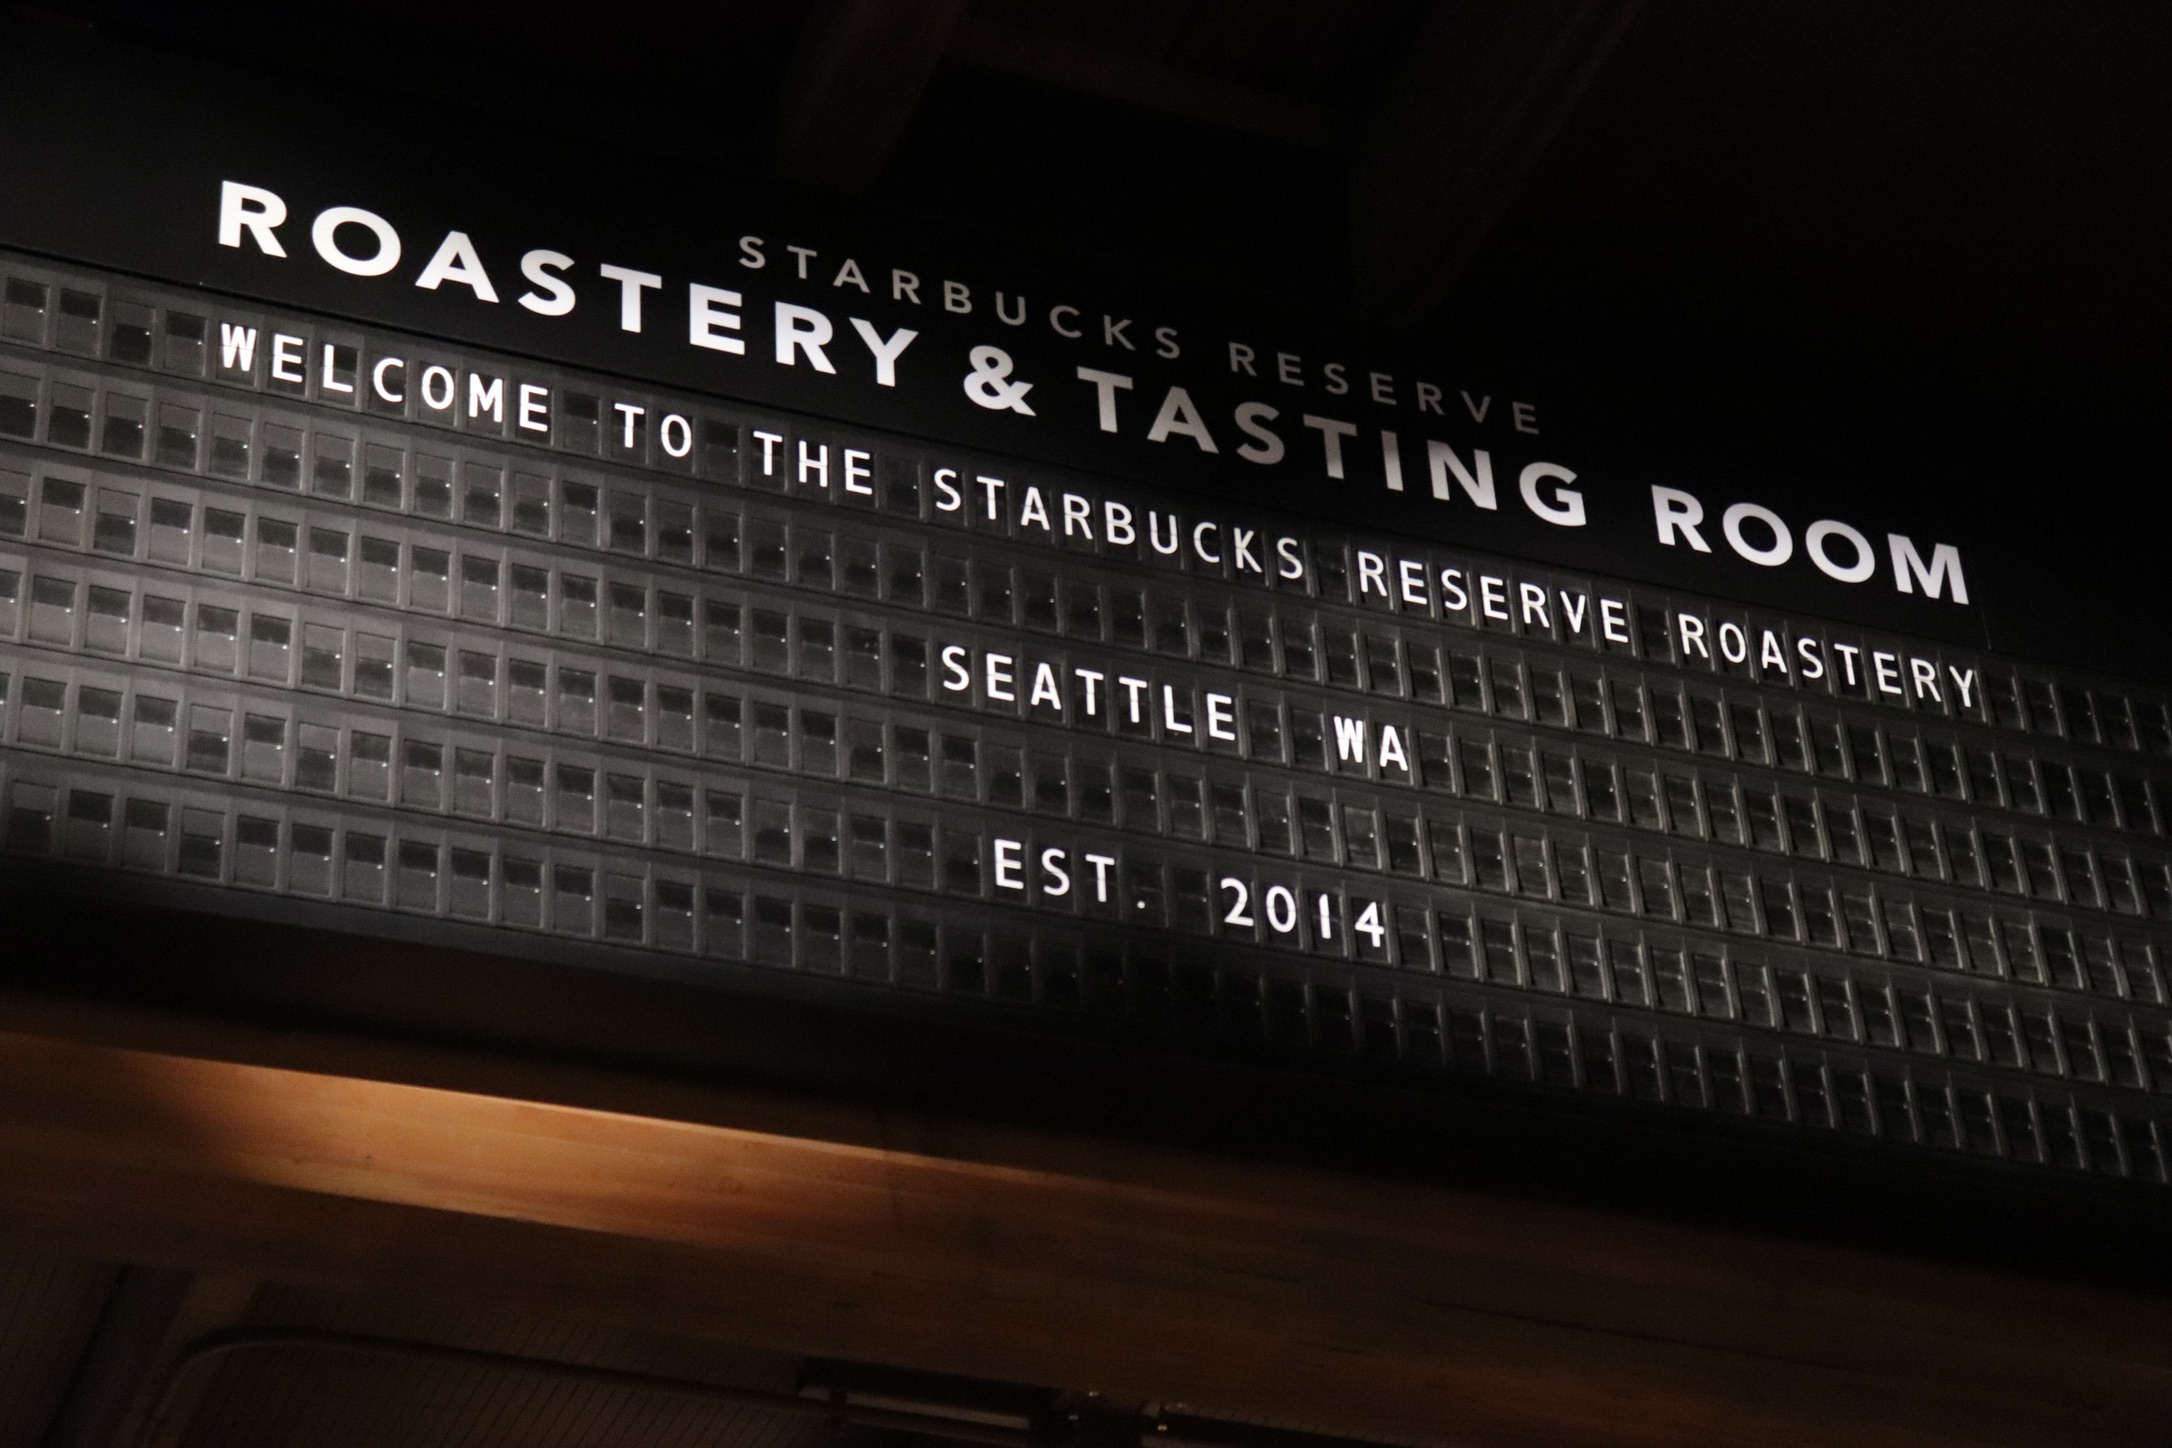 STARBUCKS RESERVE
ROASTERY & TASTING ROOM
WELCOME TO THE STARBUCKS RESERVE ROASTERY
SEATTLE WA
EST. 2014